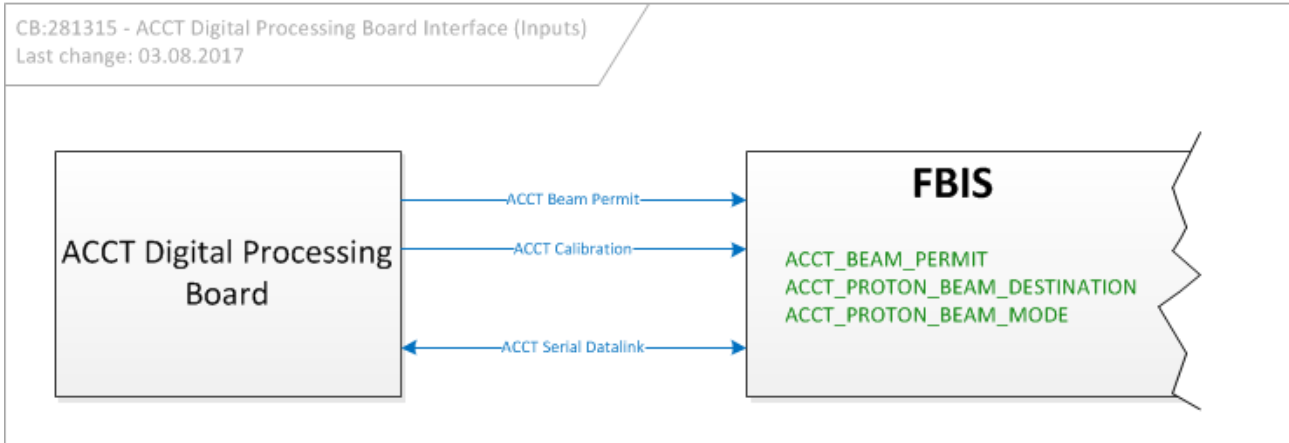 CB:281315 - ACCT Digital Processing Board Interface (Inputs)
Last change: 03.08.2017
ACCT Digital Processing
Board
ACCT Beam Permit
ACCT Calibration
ACCT Serial Datalink
FBIS
ACCT_BEAM_PERMIT
ACCT_PROTON_BEAM_DESTINATION
ACCT_PROTON_BEAM_MODE